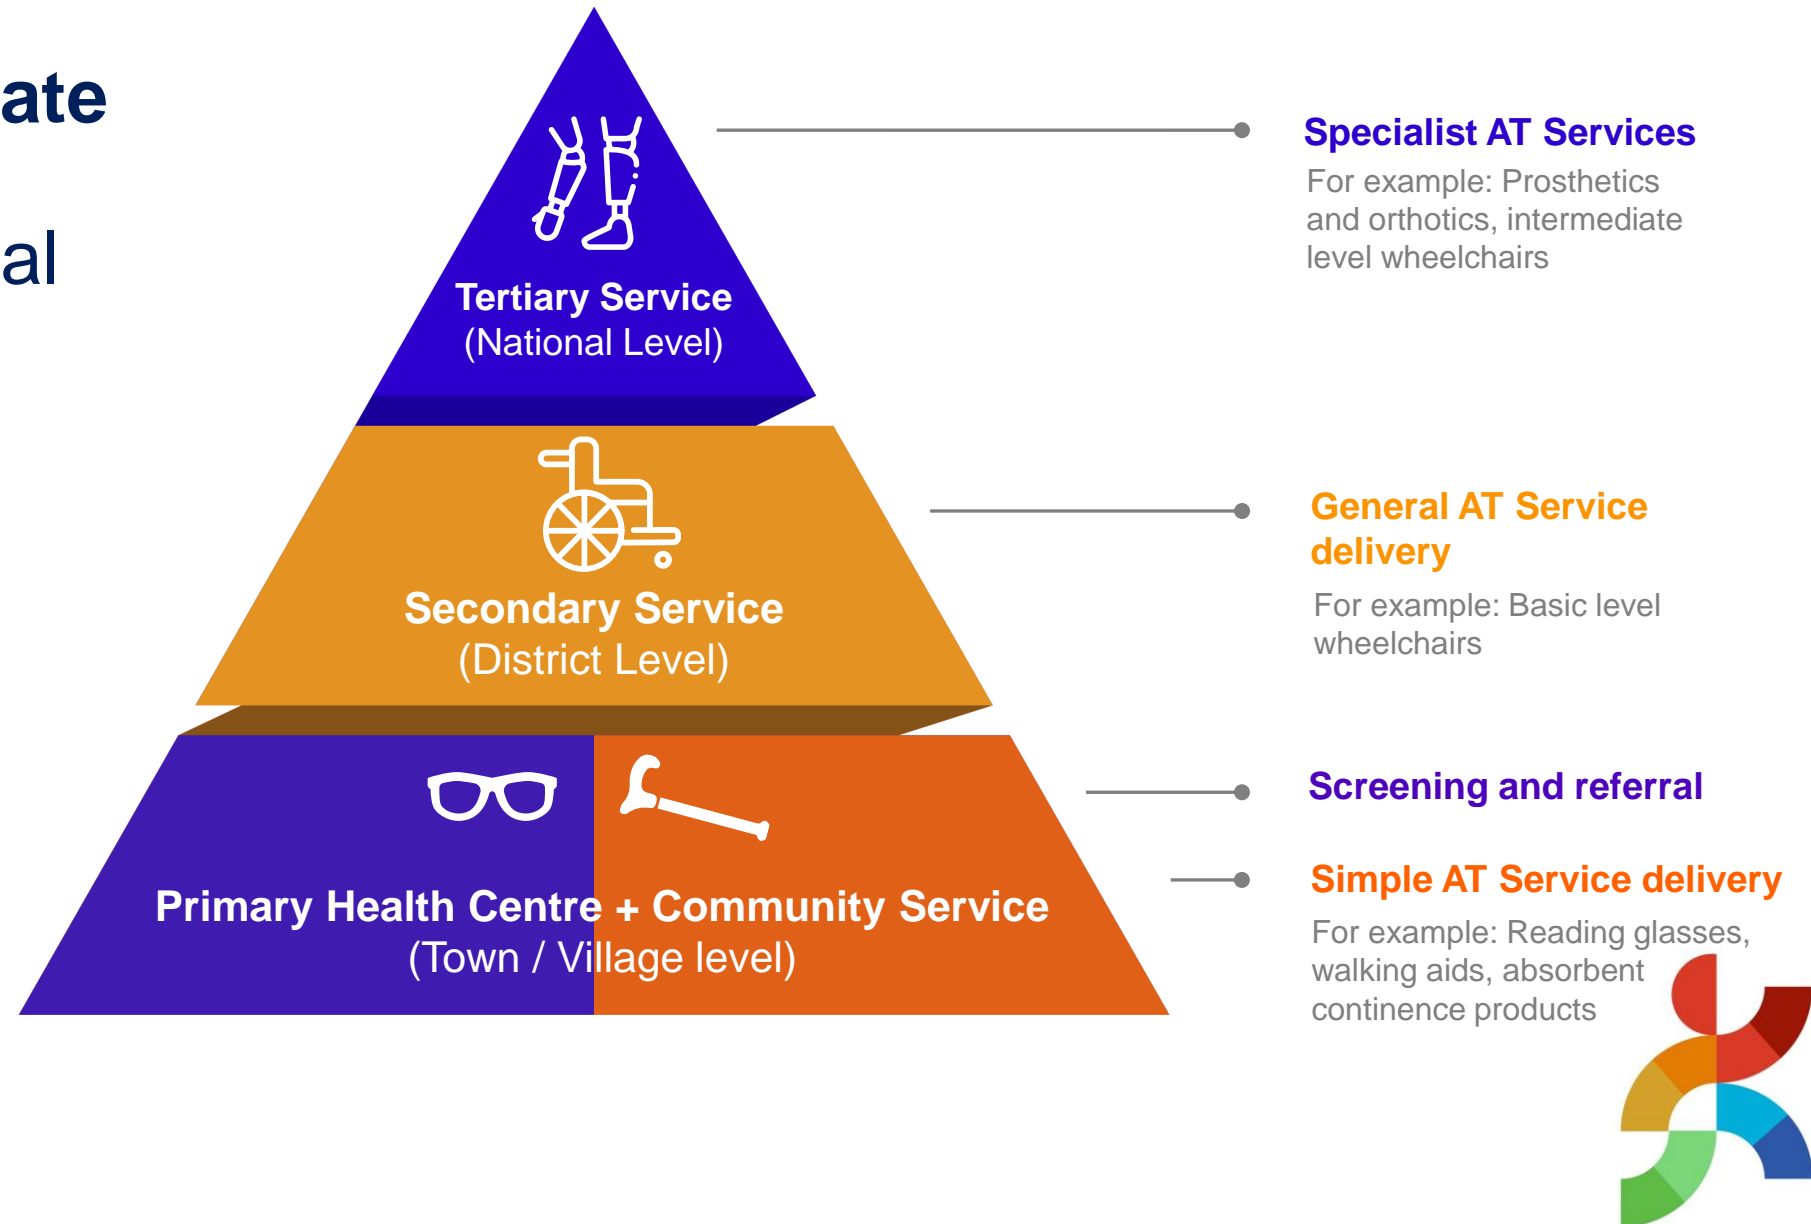 ate
al
Tertiary Service
(National Level)
Specialist AT Services
For example: Prosthetics
and orthotics, intermediate
level wheelchairs
Secondary Service
(District Level)
General AT Service
delivery
For example: Basic level
wheelchairs
Primary Health Centre + Community Service
(Town / Village level)
Screening and referral
Simple AT Service delivery
For example: Reading glasses,
walking aids, absorbent
continence products